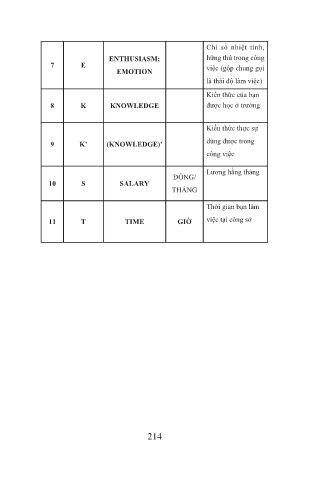 7
E
ENTHUSIASM;
EMOTION
Chỉ số nhiệt tình,
hứng thú trong công
việc (gộp chung gọi
là thái độ làm việc)
8
K
KNOWLEDGE
Kiến thức của bạn
được học ở trường
9
K'
(KNOWLEDGE)'
Kiến thức thực sự
dùng được trong
công việc
10
S
SALARY
ĐỒNG/
THÁNG
Lương hằng tháng
11
T
TIME
GIỜ
Thời gian bạn làm
việc tại công sở
214